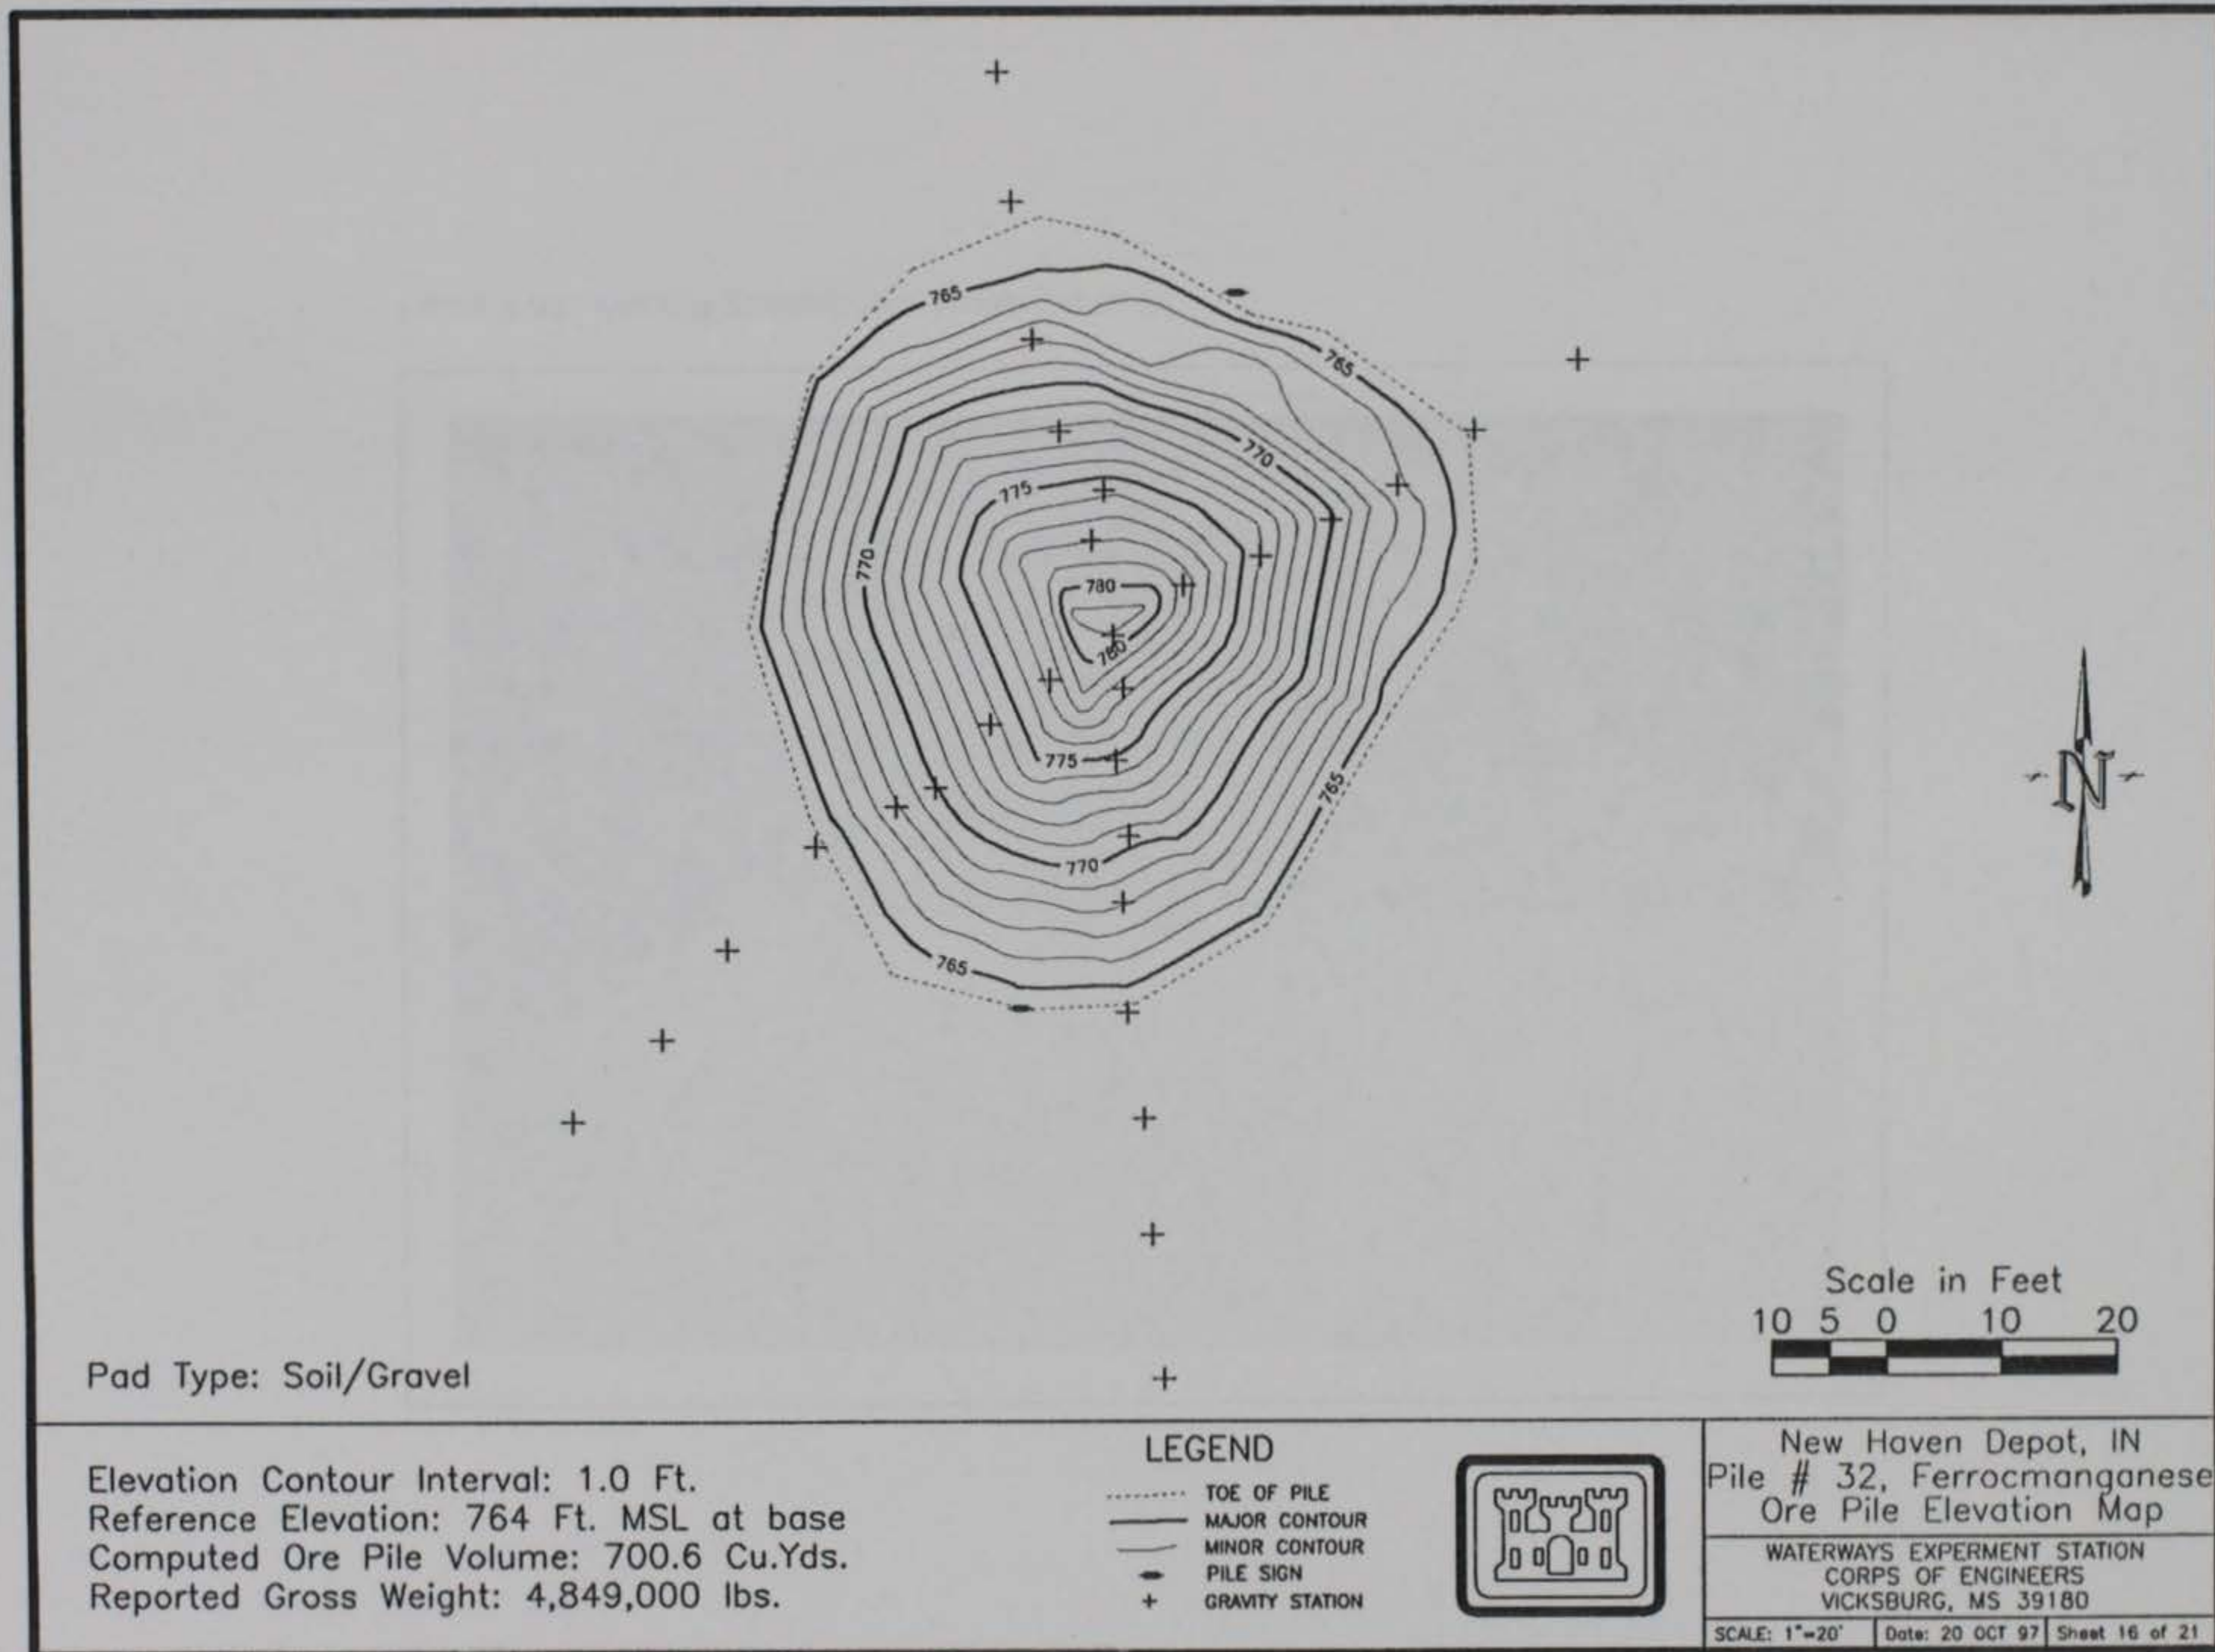 765
765
770
775
770
780
780
775
765
770
765
N
Scale in Feet
10 5 0 10 20
Pad Type: Soil/Gravel
Elevation Contour Interval: 1.0 Ft.
Reference Elevation: 764 Ft. MSL at base
Computed Ore Pile Volume: 700.6 Cu.Yds.
Reported Gross Weight: 4,849,000 lbs.
LEGEND
TOE OF PILE
MAJOR CONTOUR
MINOR CONTOUR
PILE SIGN
GRAVITY STATION
New Haven Depot, IN
Pile # 32, Ferrocmanganese
Ore Pile Elevation Map
WATERWAYS EXPERMENT STATION
CORPS OF ENGINEERS
VICKSBURG, MS 39180
SCALE: 1"=20' Date: 20 OCT 97 Sheet 16 of 21